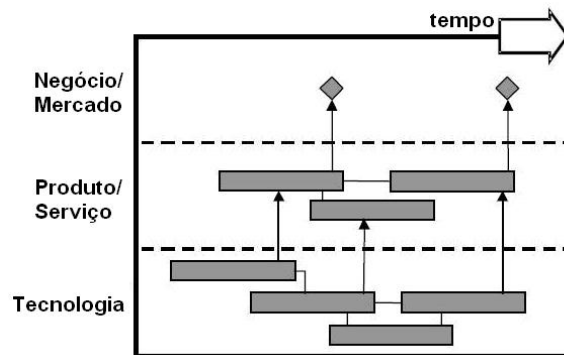 tempo
Negócio/
Mercado
Produto/
Serviço
Tecnologia